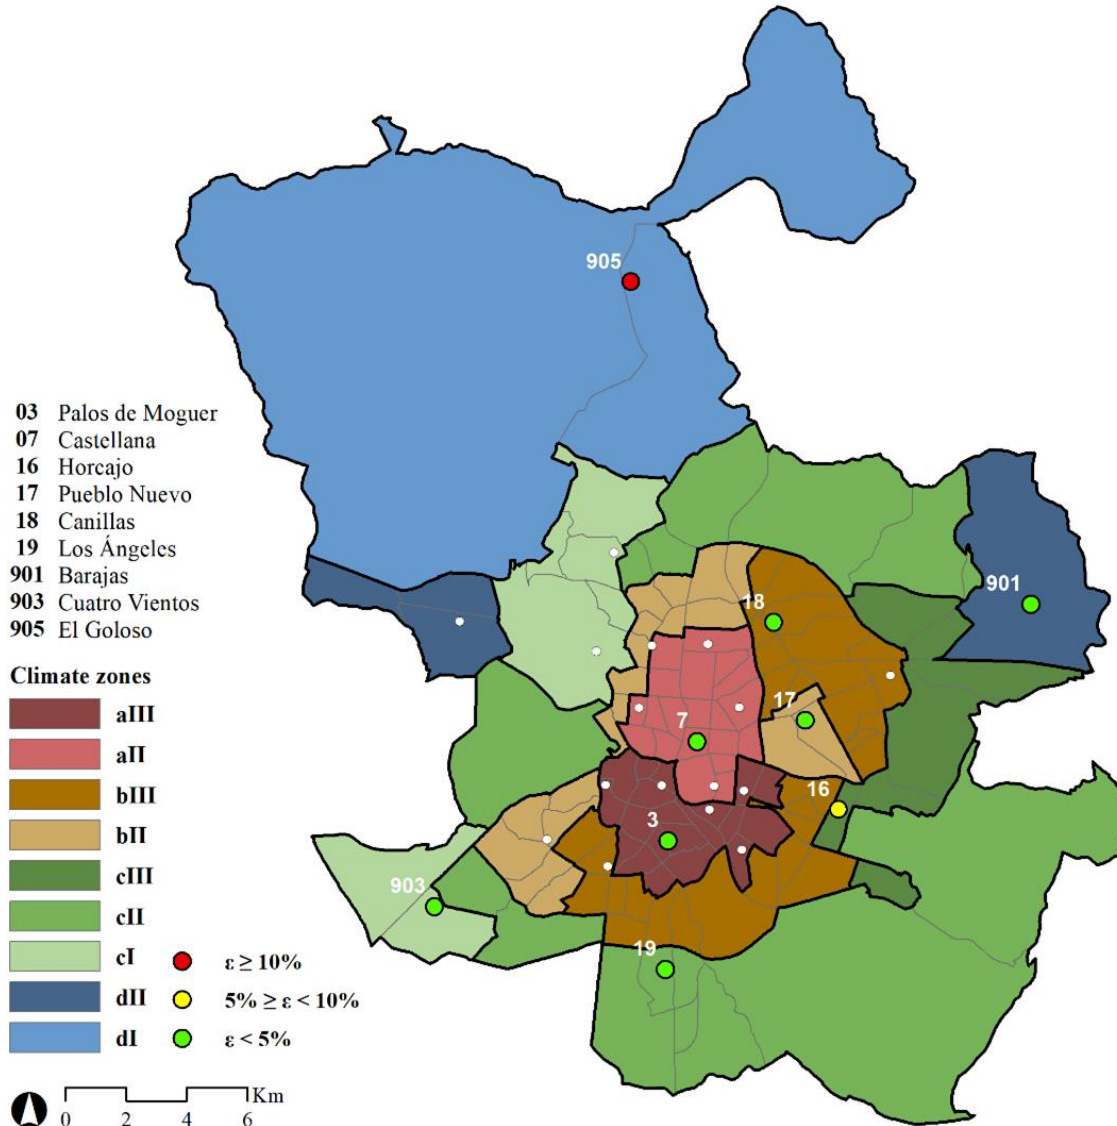 905
03 Palos de Moguer
07 Castellana
16 Horcajo
17 Pueblo Nuevo
18 Canillas
19 Los Ángeles
901 Barajas
903 Cuatro Vientos
905 El Goloso
901
18
17
7
16
3
903
19
Climate zones
aIII
aII
bIII
bII
cIII
cII
cI
dII
dI
ε ≥ 10%
5% ≥ ε < 10%
ε < 5%
Km
0 2 4 6